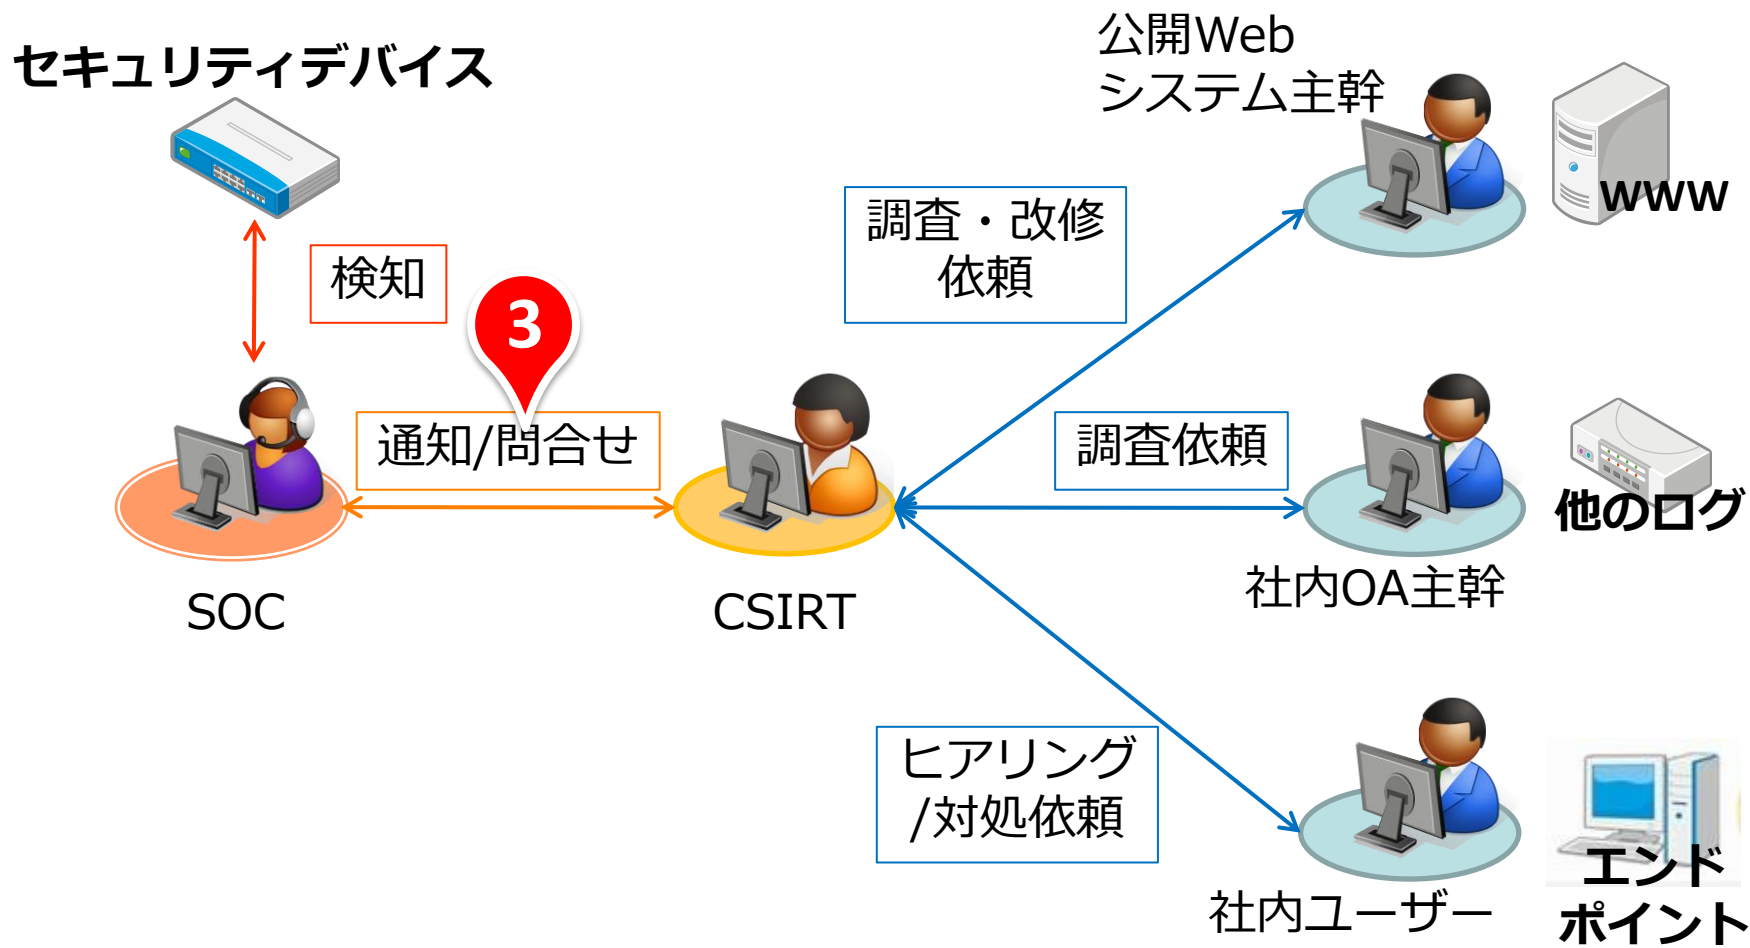 セキュリティデバイス
公開Web
システム主幹
WWW
調査・改修
依頼
検知
3
通知/問合せ
調査依頼
他のログ
社内OA主幹
SOC
CSIRT
ヒアリング
/対処依頼
エンド
ポイント
社内ユーザー